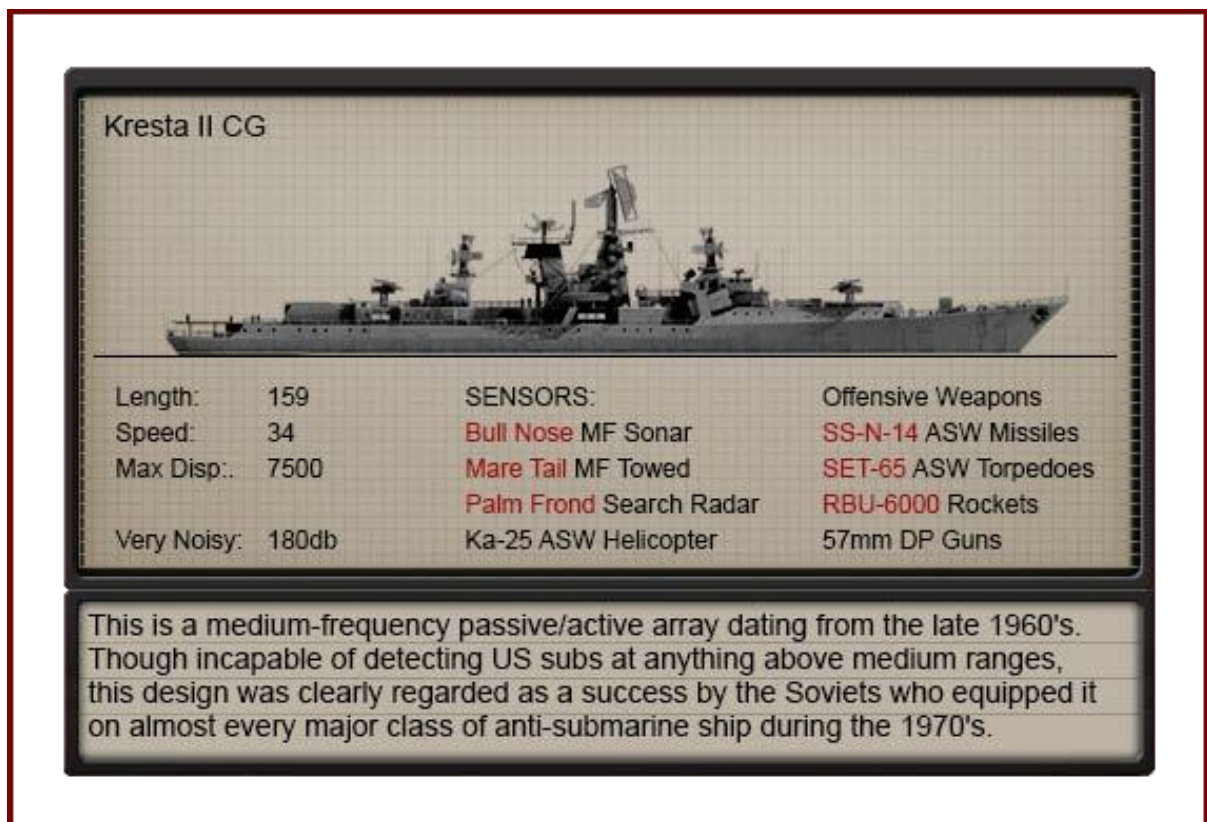 Kresta II CG
Length: 159 SENSORS: Offensive Weapons
Speed: 34 Bull Nose MF Sonar SS-N-14 ASW Missiles
Max Disp:. 7500 Mare Tail MF Towed SET-65 ASW Torpedoes
Palm Frond Search Radar RBU-6000 Rockets
Very Noisy: 180db Ka-25 ASW Helicopter 57mm DP Guns
This is a medium-frequency passive/active array dating from the late 1960's.
Though incapable of detecting US subs at anything above medium ranges,
this design was clearly regarded as a success by the Soviets who equipped it
on almost every major class of anti-submarine ship during the 1970's.